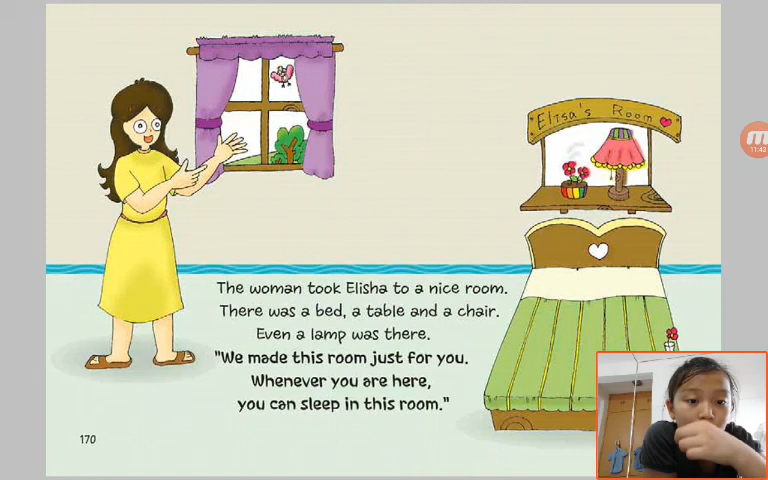 Elisa's Room
The woman took Elisha to a nice room.
There was a bed, a table and a chair.
Even a lamp was there.
"We made this room just for you.
Whenever you are here,
you can sleep in this room."
170
11:43